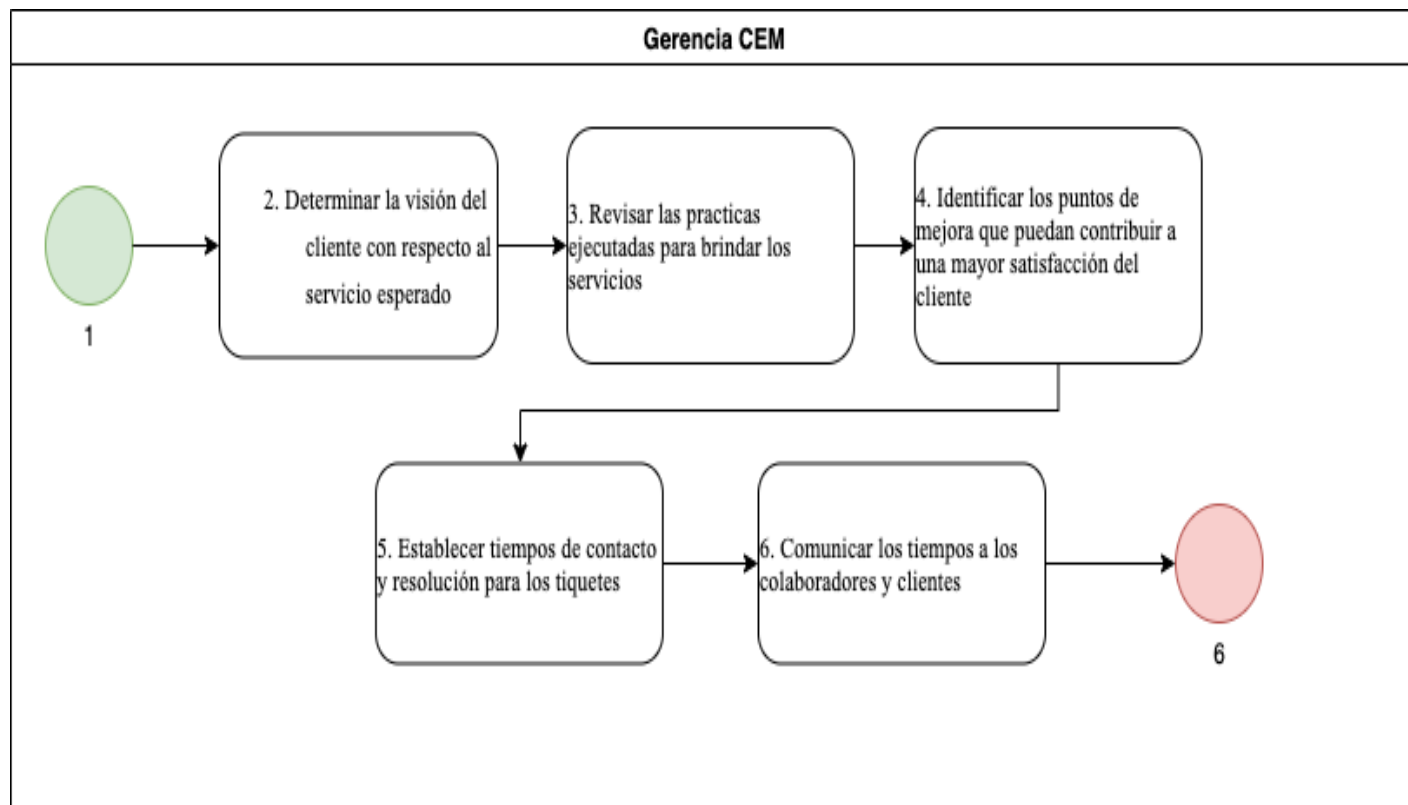 Gerencia CEM
2. Determinar la visión del
cliente con respecto al
servicio esperado
3. Revisar las practicas
ejecutadas para brindar los
servicios
4. Identificar los puntos de
mejora que puedan contribuir a
una mayor satisfacción del
cliente
1
5. Establecer tiempos de contacto
y resolución para los tiquetes
6. Comunicar los tiempos a los
colaboradores y clientes
6